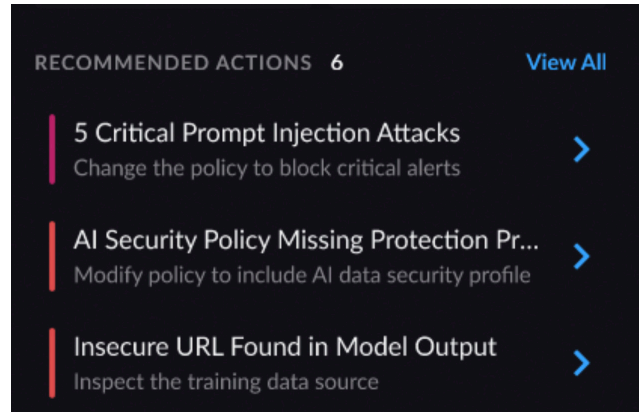 RECOMMENDED ACTIONS 6 View All
5 Critical Prompt Injection Attacks
Change the policy to block critical alerts
AI Security Policy Missing Protection Pr...
Modify policy to include AI data security profile
Insecure URL Found in Model Output
Inspect the training data source